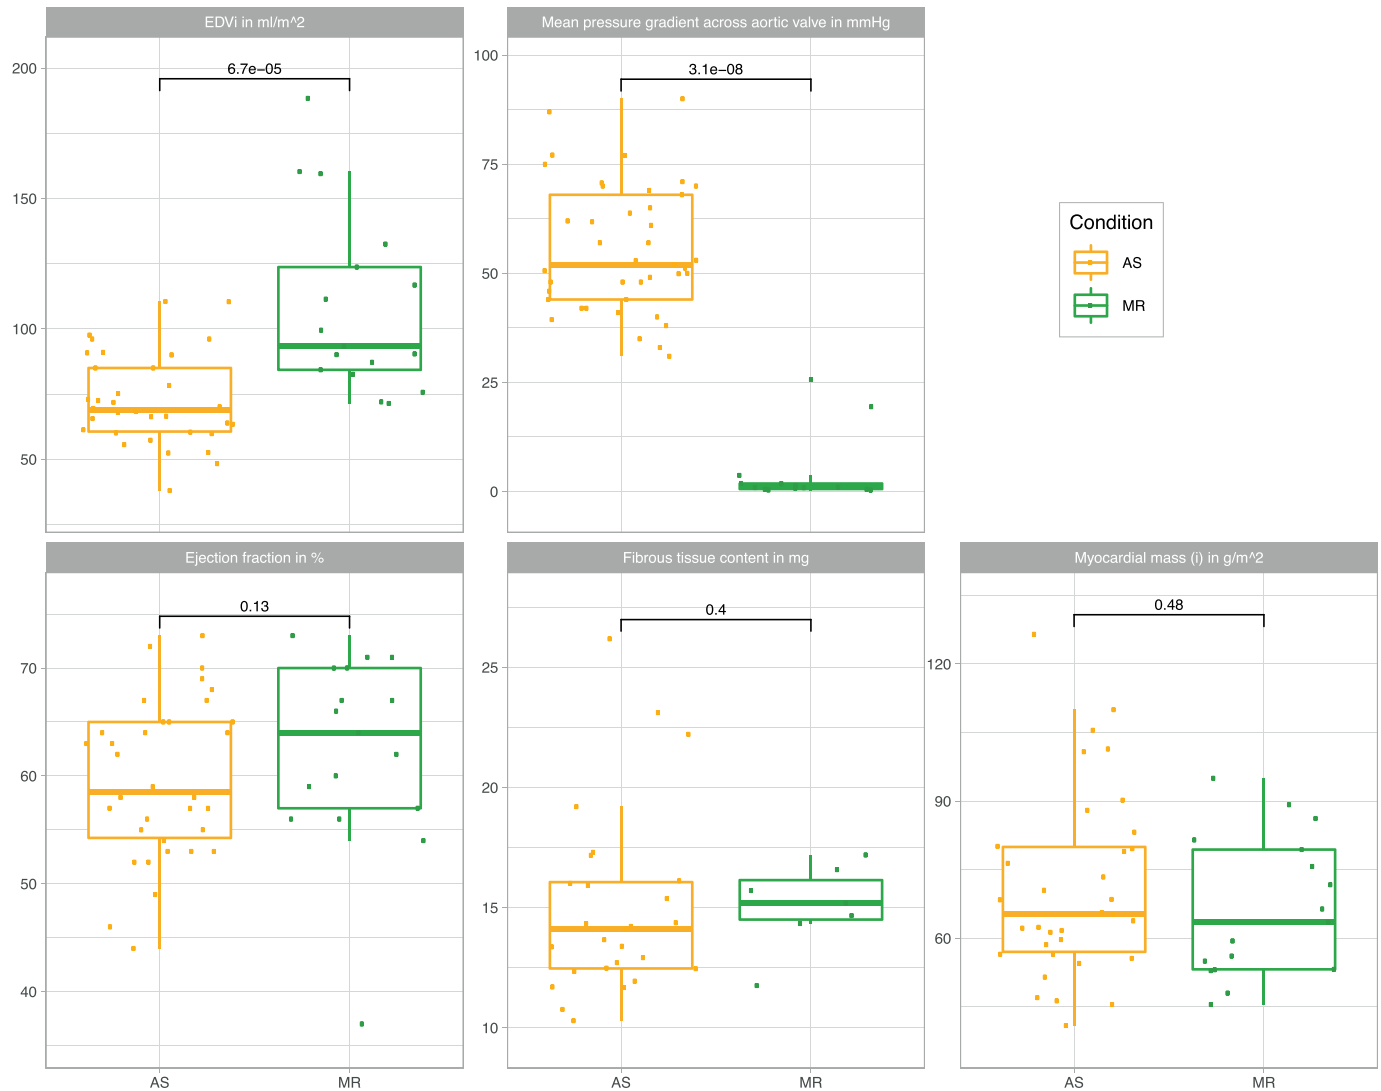 EDVi in ml/m^2
Mean pressure gradient across aortic valve in mmHg
200
150
100
50
6.7e−05
100
75
50
25
0
3.1e−08
Condition
AS
MR
Ejection fraction in %
Fibrous tissue content in mg
Myocardial mass (i) in g/m^2
70
60
50
40
0.13
25
20
15
10
0.4
120
90
60
0.48
AS
MR
AS
MR
AS
MR